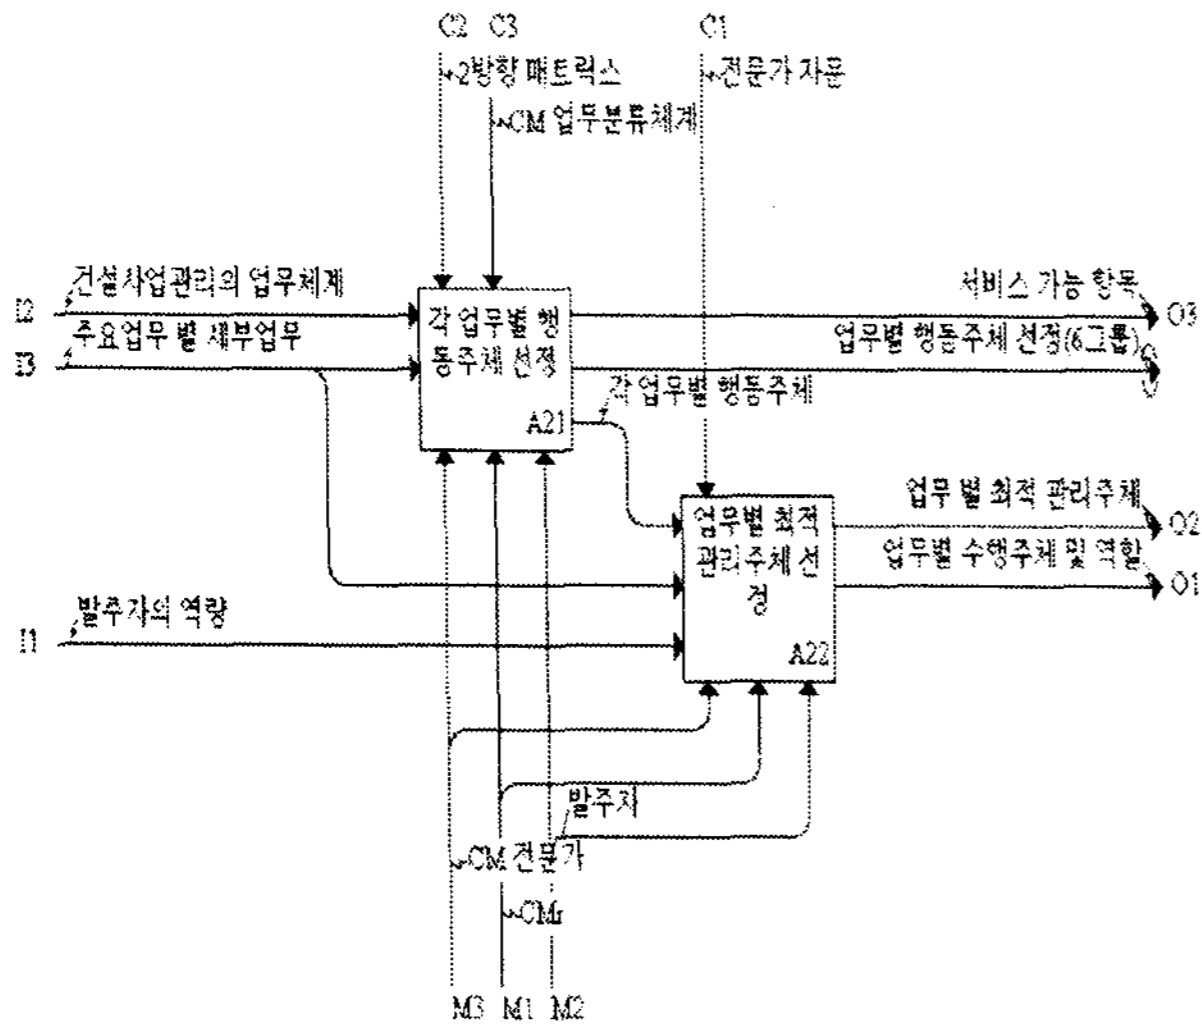 C2 C3 C1
2방향 매트릭스
전문가 자문
CM 업무분류체계
I2
건설사업관리의 업무체계
I3
주요업무 별 세부업무
각 업무별 행
동주체 선정
A21
서비스 가능 항목
O3
업무별 행동주체 선정(6그룹)
각 업무별 행동주체
업무별 최적
관리주체 선
정
A22
업무 별 최적 관리주체
O2
업무별 수행주체 및 역할
O1
I1
발주자의 역량
발주자
CM 전문가
CMr
M3 M1 M2